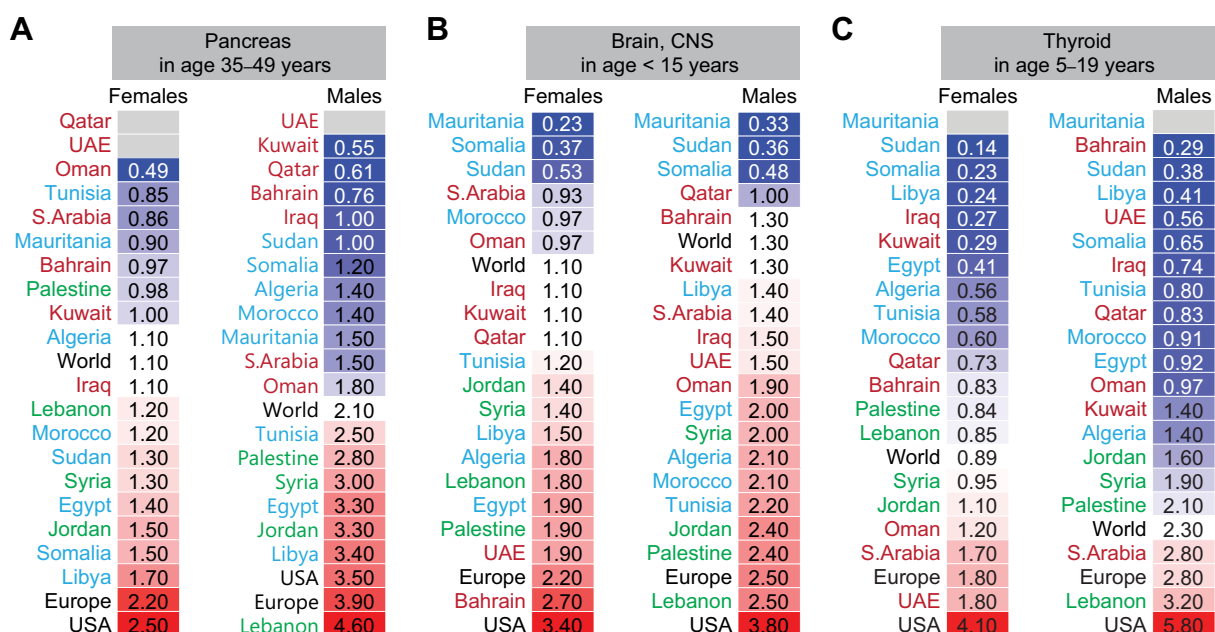 A
Pancreas
in age 35–49 years
Females
Qatar
UAE
Oman 0.49
Tunisia 0.85
S.Arabia 0.86
Mauritania 0.90
Bahrain 0.97
Palestine 0.98
Kuwait 1.00
Algeria 1.10
World 1.10
Iraq 1.10
Lebanon 1.20
Morocco 1.20
Sudan 1.30
Syria 1.30
Egypt 1.40
Jordan 1.50
Somalia 1.50
Libya 1.70
Europe 2.20
USA 2.50
Males
UAE
Kuwait 0.55
Qatar 0.61
Bahrain 0.76
Iraq 1.00
Sudan 1.00
Somalia 1.20
Algeria 1.40
Morocco 1.40
Mauritania 1.50
S.Arabia 1.50
Oman 1.80
World 2.10
Tunisia 2.50
Palestine 2.80
Syria 3.00
Egypt 3.30
Jordan 3.30
Libya 3.40
USA 3.50
Europe 3.90
Lebanon 4.60
B
Brain, CNS
in age < 15 years
Females
Mauritania 0.23
Somalia 0.37
Sudan 0.53
S.Arabia 0.93
Morocco 0.97
Oman 0.97
World 1.10
Iraq 1.10
Kuwait 1.10
Qatar 1.10
Tunisia 1.20
Jordan 1.40
Syria 1.40
Libya 1.50
Algeria 1.80
Lebanon 1.80
Egypt 1.90
Palestine 1.90
UAE 1.90
Europe 2.20
Bahrain 2.70
USA 3.40
Males
Mauritania 0.33
Sudan 0.36
Somalia 0.48
Qatar 1.00
Bahrain 1.30
World 1.30
Kuwait 1.30
Libya 1.40
S.Arabia 1.40
Iraq 1.50
UAE 1.50
Oman 1.90
Egypt 2.00
Syria 2.00
Algeria 2.10
Morocco 2.10
Tunisia 2.20
Jordan 2.40
Palestine 2.40
Europe 2.50
Lebanon 2.50
USA 3.80
C
Thyroid
in age 5–19 years
Females
Mauritania
Sudan 0.14
Somalia 0.23
Libya 0.24
Iraq 0.27
Kuwait 0.29
Egypt 0.41
Algeria 0.56
Tunisia 0.58
Morocco 0.60
Qatar 0.73
Bahrain 0.83
Palestine 0.84
Lebanon 0.85
World 0.89
Syria 0.95
Jordan 1.10
Oman 1.20
S.Arabia 1.70
Europe 1.80
UAE 1.80
USA 4.10
Males
Mauritania
Bahrain 0.29
Sudan 0.38
Libya 0.41
UAE 0.56
Somalia 0.65
Iraq 0.74
Tunisia 0.80
Qatar 0.83
Morocco 0.91
Egypt 0.92
Oman 0.97
Kuwait 1.40
Algeria 1.40
Jordan 1.60
Syria 1.90
Palestine 2.10
World 2.30
S.Arabia 2.80
Europe 2.80
Lebanon 3.20
USA 5.80